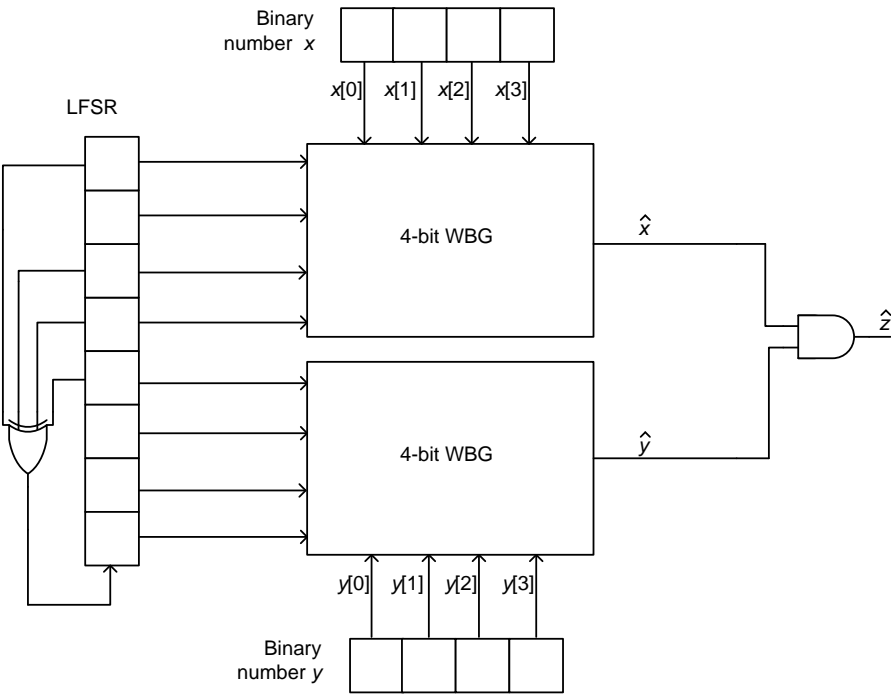 Binary
number x
x[0]
x[1]
x[2]
x[3]
LFSR
4-bit WBG
x̂
ẑ
4-bit WBG
ŷ
y[0]
y[1]
y[2]
y[3]
Binary
number y